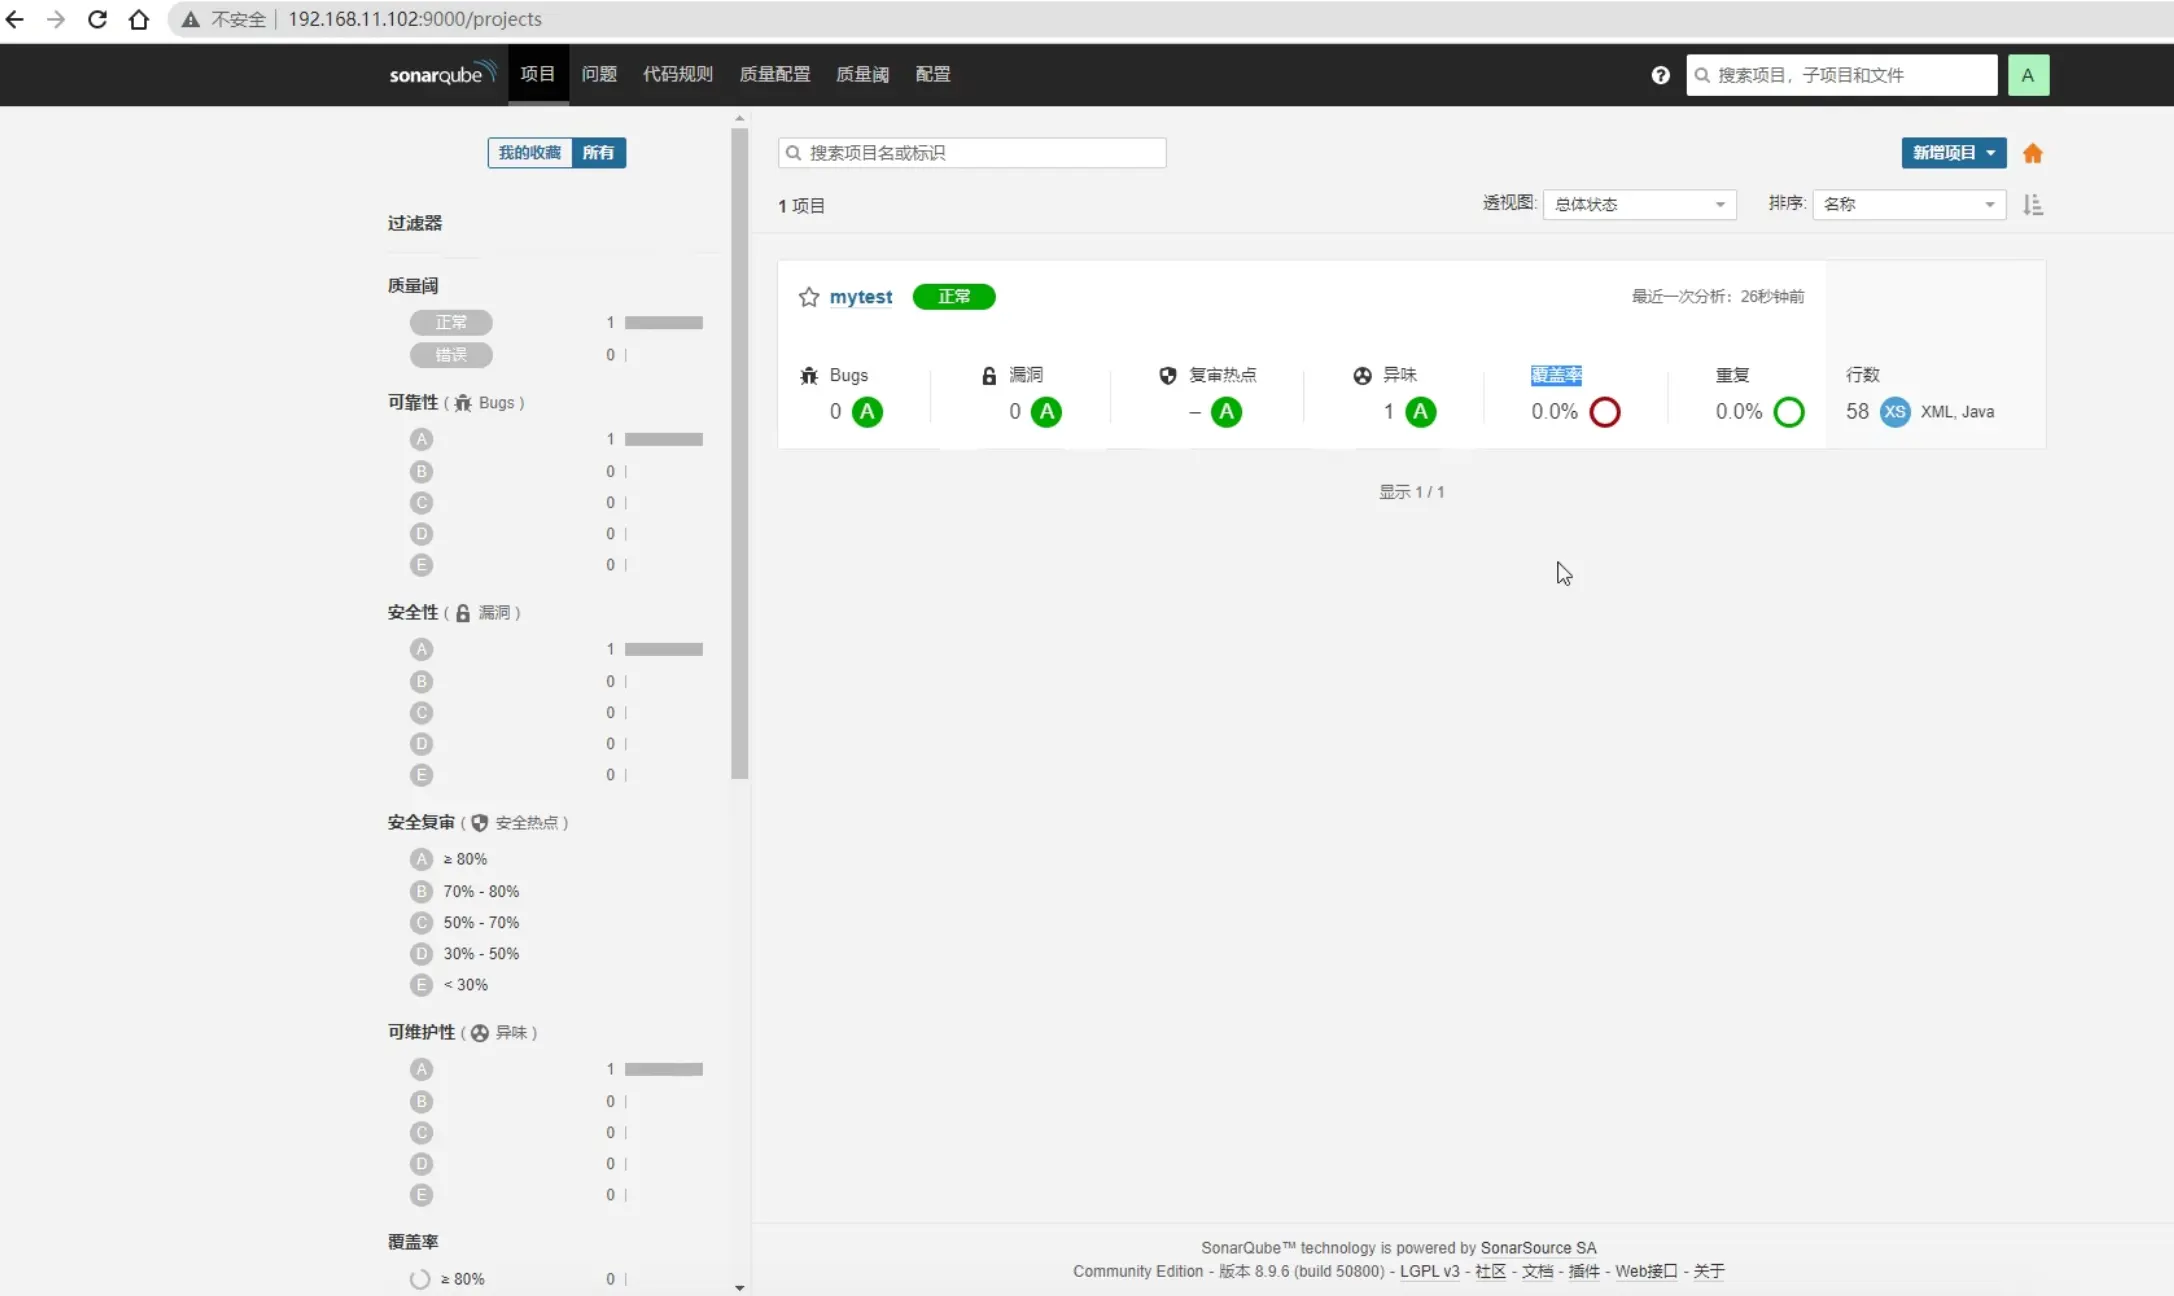 不安全 192.168.11.102:9000/projects
sonarqube 项目 问题 代码规则 质量配置 质量阈 配置 ? 搜索项目，子项目和文件 A
我的收藏 所有 搜索项目名或标识 新增项目
1 项目 透视图: 总体状态 排序: 名称
过滤器
质量阈
正常 1
错误 0
可靠性 ( Bugs )
A 1
B 0
C 0
D 0
E 0
安全性 ( 漏洞 )
A 1
B 0
C 0
D 0
E 0
安全复审 ( 安全热点 )
A ≥ 80%
B 70% - 80%
C 50% - 70%
D 30% - 50%
E < 30%
可维护性 ( 异味 )
A 1
B 0
C 0
D 0
E 0
覆盖率
≥ 80% 0
mytest 正常 最近一次分析：26秒钟前
Bugs 漏洞 复审热点 异味 覆盖率 重复 行数
0 A 0 A – A 1 A 0.0% 0.0% 58 XS XML, Java
显示 1 / 1
SonarQube™ technology is powered by SonarSource SA
Community Edition - 版本 8.9.6 (build 50800) - LGPL v3 - 社区 - 文档 - 插件 - Web接口 - 关于